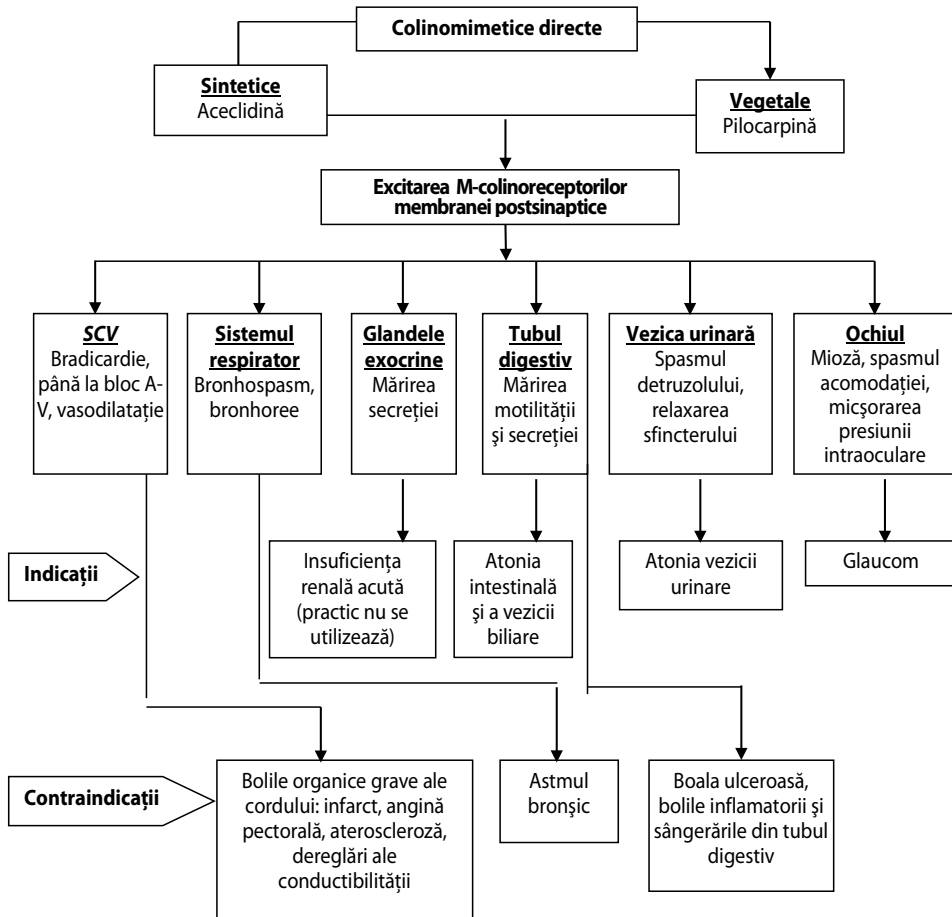 Colinomimetice directe
Sintetice
Aceclidină
Vegetale
Pilocarpină
Excitarea M-colinoreceptorilor
membranei postsinaptice
SCV
Bradicardie,
până la bloc A-
V, vasodilatație
Sistemul
respirator
Bronhospasm,
bronhoree
Glandele
exocrine
Mărirea
secreției
Tubul
digestiv
Mărirea
motilității
şi secreției
Vezica urinară
Spasmul
detruzolului,
relaxarea
sfincterului
Ochiul
Mioză, spasmul
acomodației,
micşorarea
presiunii
intraoculare
Indicații
Insuficiența
renală acută
(practic nu se
utilizează)
Atonia
intestinală
şi a vezicii
biliare
Atonia vezicii
urinare
Glaucom
Contraindicații
Bolile organice grave ale
cordului: infarct, angină
pectorală, ateroscleroză,
dereglări ale
conductibilității
Astmul
bronşic
Boala ulceroasă,
bolile inflamatorii şi
sângerările din tubul
digestiv